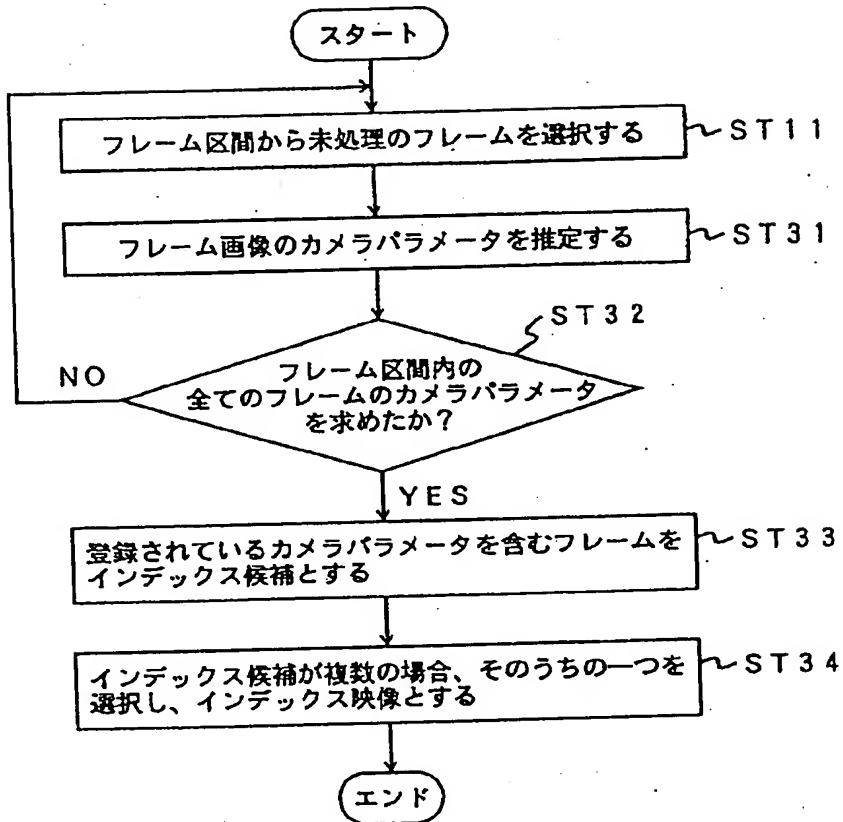 スタート
フレーム区間から未処理のフレームを選択する
ST11
フレーム画像のカメラパラメータを推定する
ST31
ST32
フレーム区間内の
全てのフレームのカメラパラメータ
を求めたか？
NO
YES
登録されているカメラパラメータを含むフレームを
インデックス候補とする
ST33
インデックス候補が複数の場合、そのうちの一つを
選択し、インデックス映像とする
ST34
エンド